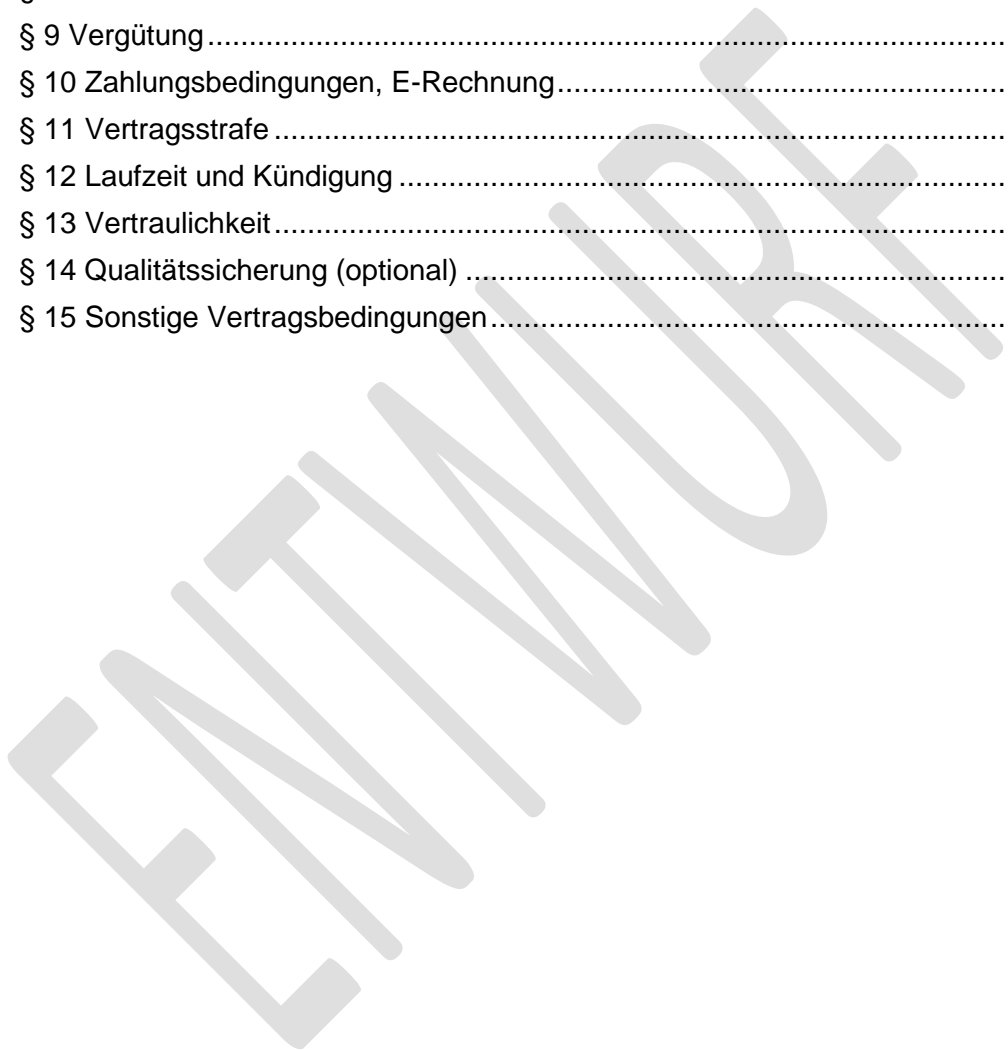 § 9 Vergütung........................................................................................................
§ 10 Zahlungsbedingungen, E-Rechnung......................................................
§ 11 Vertragsstrafe ...............................................................................................
§ 12 Laufzeit und Kündigung ..........................................................................
§ 13 Vertraulichkeit...............................................................................................
§ 14 Qualitätssicherung (optional) .................................................................
§ 15 Sonstige Vertragsbedingungen..............................................................
ENTWURF